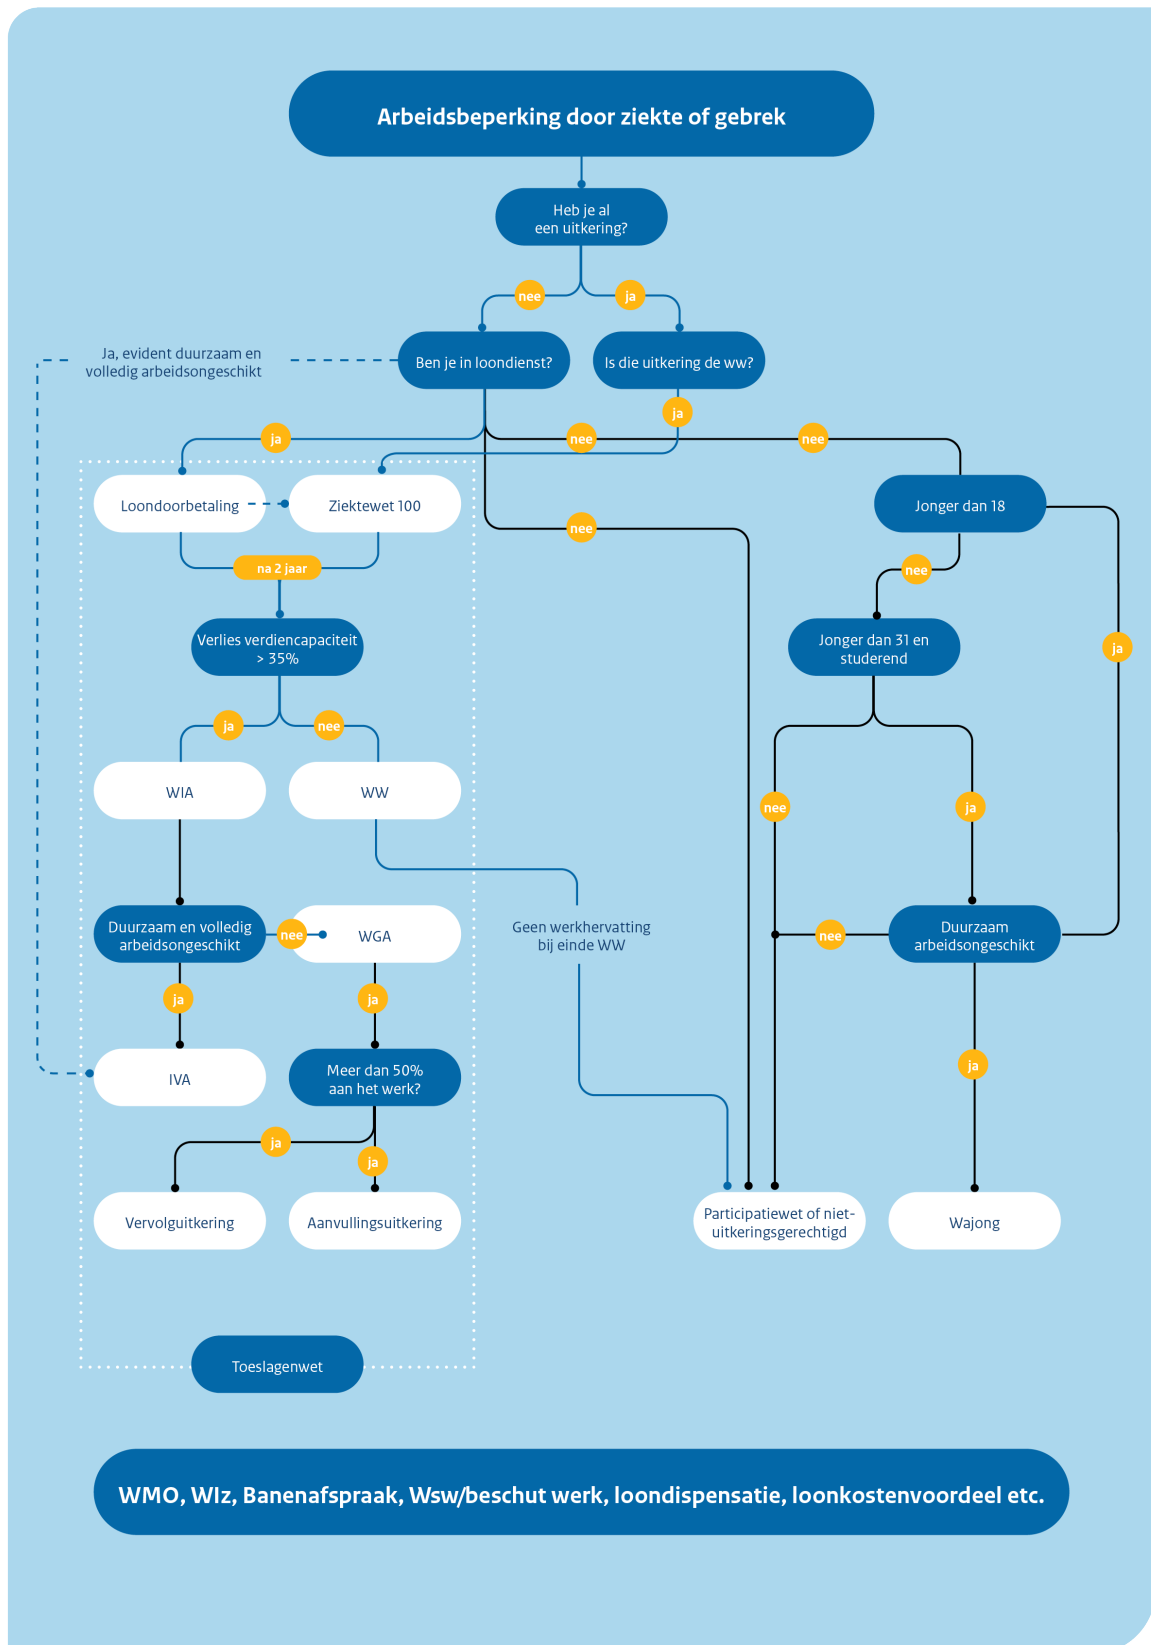 Arbeidsbeperking door ziekte of gebrek
Heb je al
een uitkering?
nee
ja
Ja, evident duurzaam en
volledig arbeidsongeschikt
Ben je in loondienst?
Is die uitkering de ww?
ja
ja
nee
nee
Loondoorbetaling
Ziektewet 100
Jonger dan 18
nee
na 2 jaar
nee
Verlies verdiencapaciteit
> 35%
Jonger dan 31 en
studerend
ja
ja
nee
WIA
WW
nee
ja
Duurzaam en volledig
arbeidsongeschikt
nee
WGA
Geen werkhervatting
bij einde WW
nee
Duurzaam
arbeidsongeschikt
ja
ja
IVA
Meer dan 50%
aan het werk?
ja
ja
ja
Vervolguitkering
Aanvullingsuitkering
Participatiewet of niet-
uitkeringsgerechtigd
Wajong
Toeslagenwet
WMO, Wlz, Banenafspraak, Wsw/beschut werk, loondispensatie, loonkostenvoordeel etc.